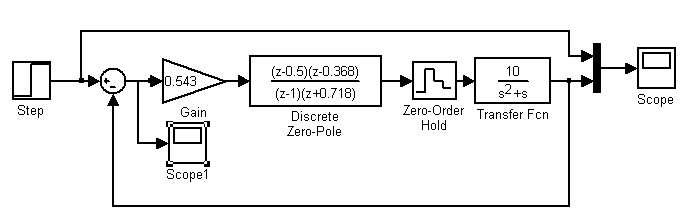 Step
0.543
Gain
(z-0.5)(z-0.368)
(z-1)(z+0.718)
Discrete
Zero-Pole
Zero-Order
Hold
10
s2+s
Transfer Fcn
Scope
Scope1